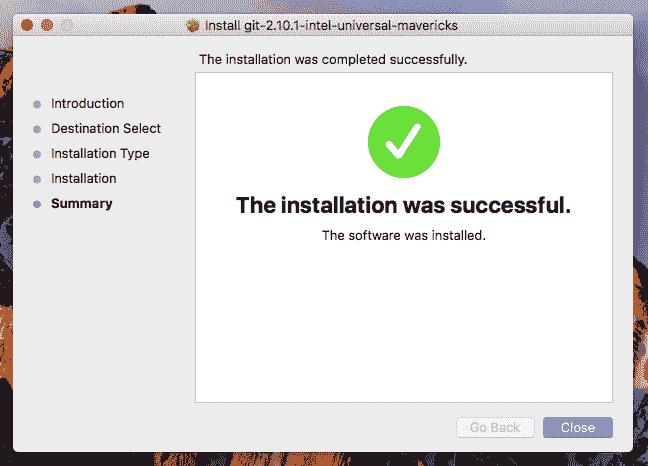 Install git-2.10.1-intel-universal-mavericks
The installation was completed successfully.
Introduction
Destination Select
Installation Type
Installation
Summary
The installation was successful.
The software was installed.
Go Back
Close